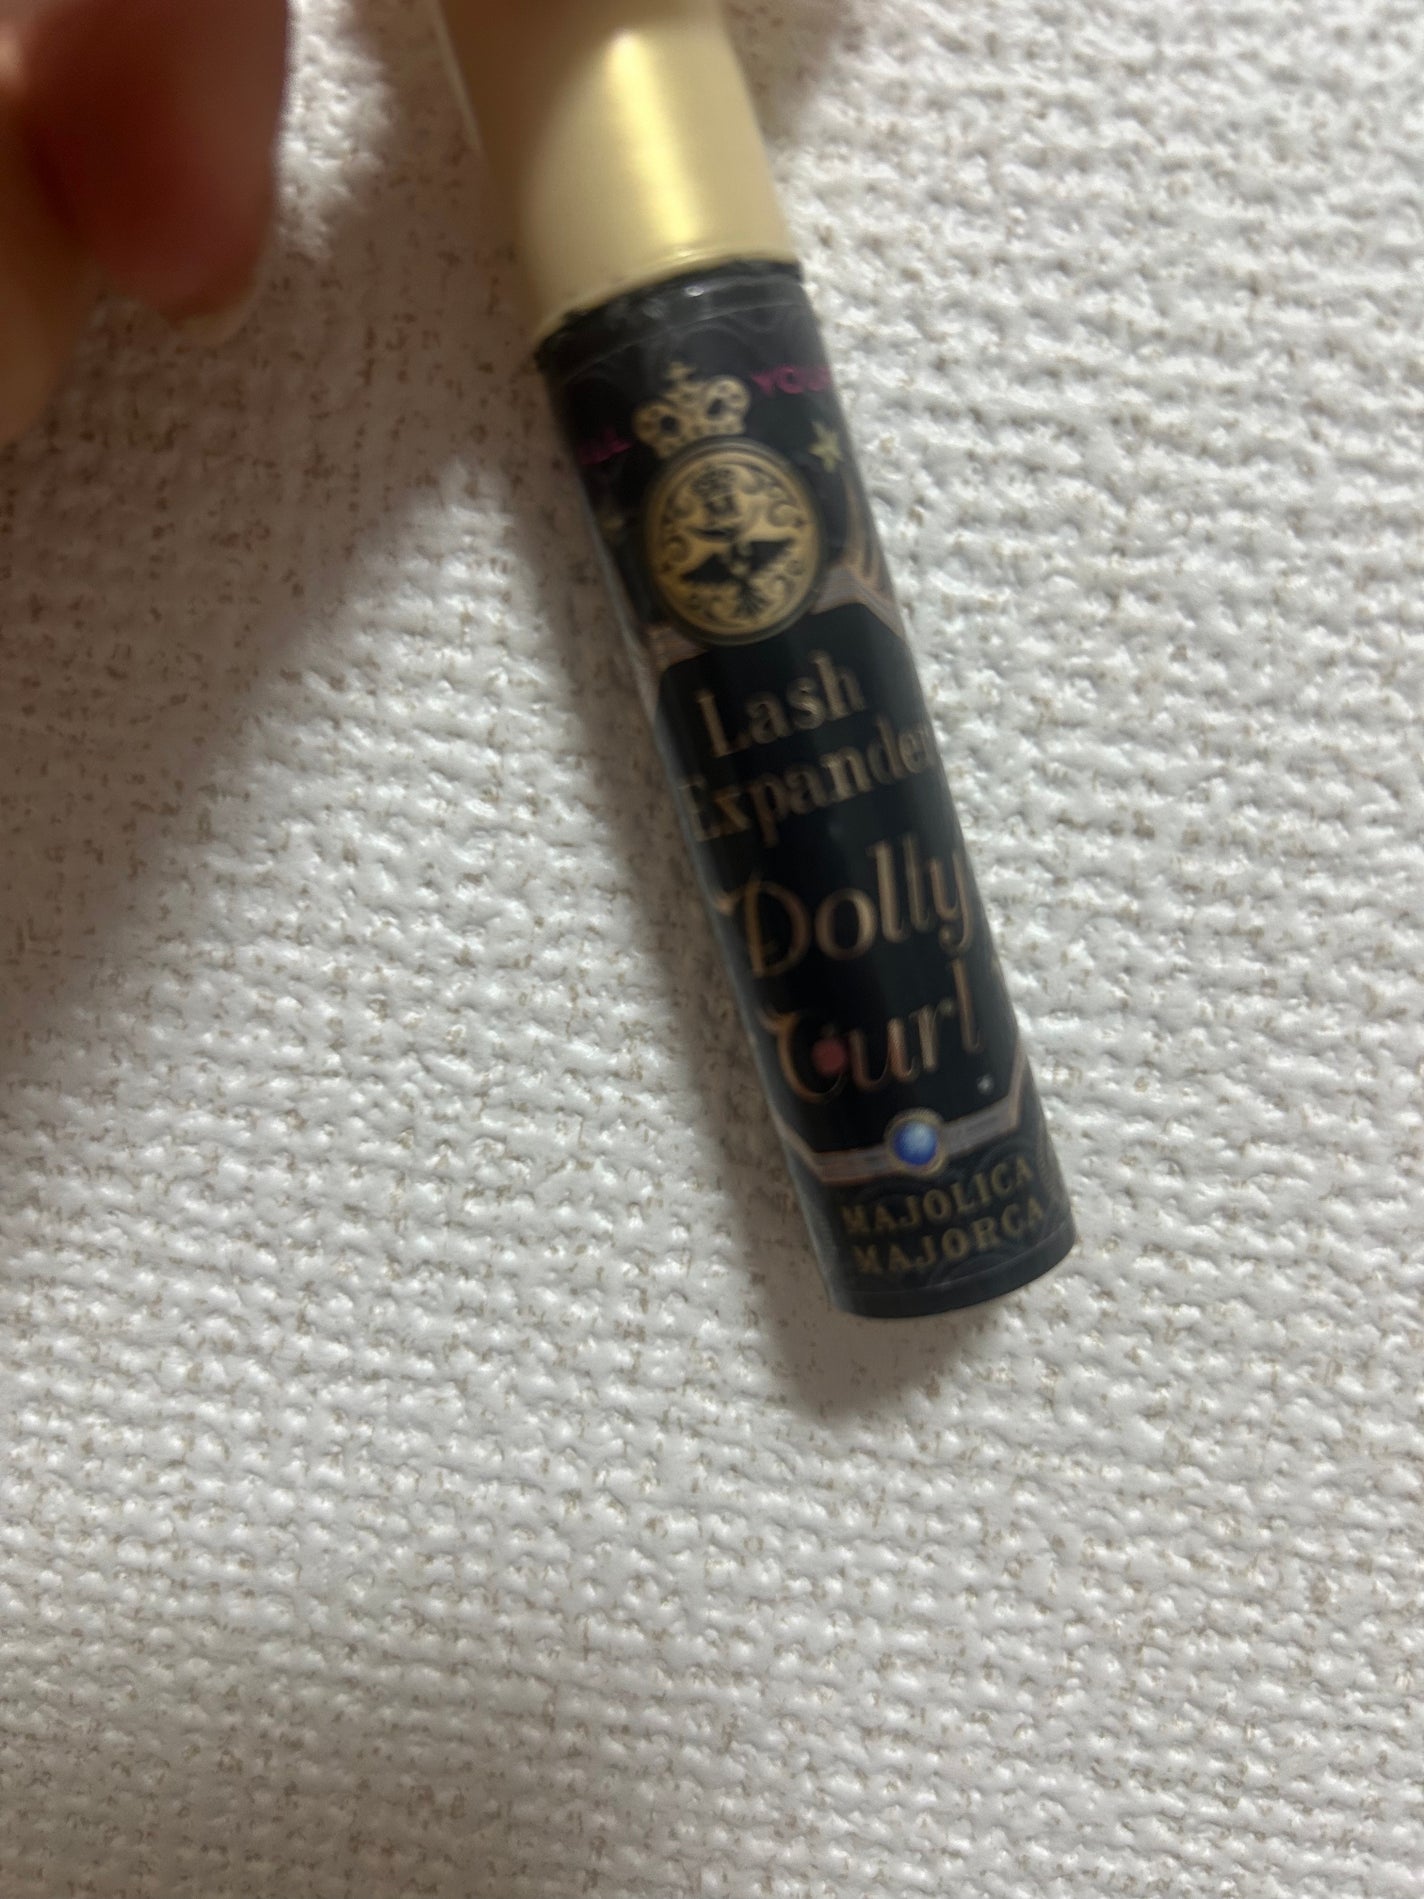 Lash
Expander
Dolly
Curl
MAJOLICA
MAJORCA